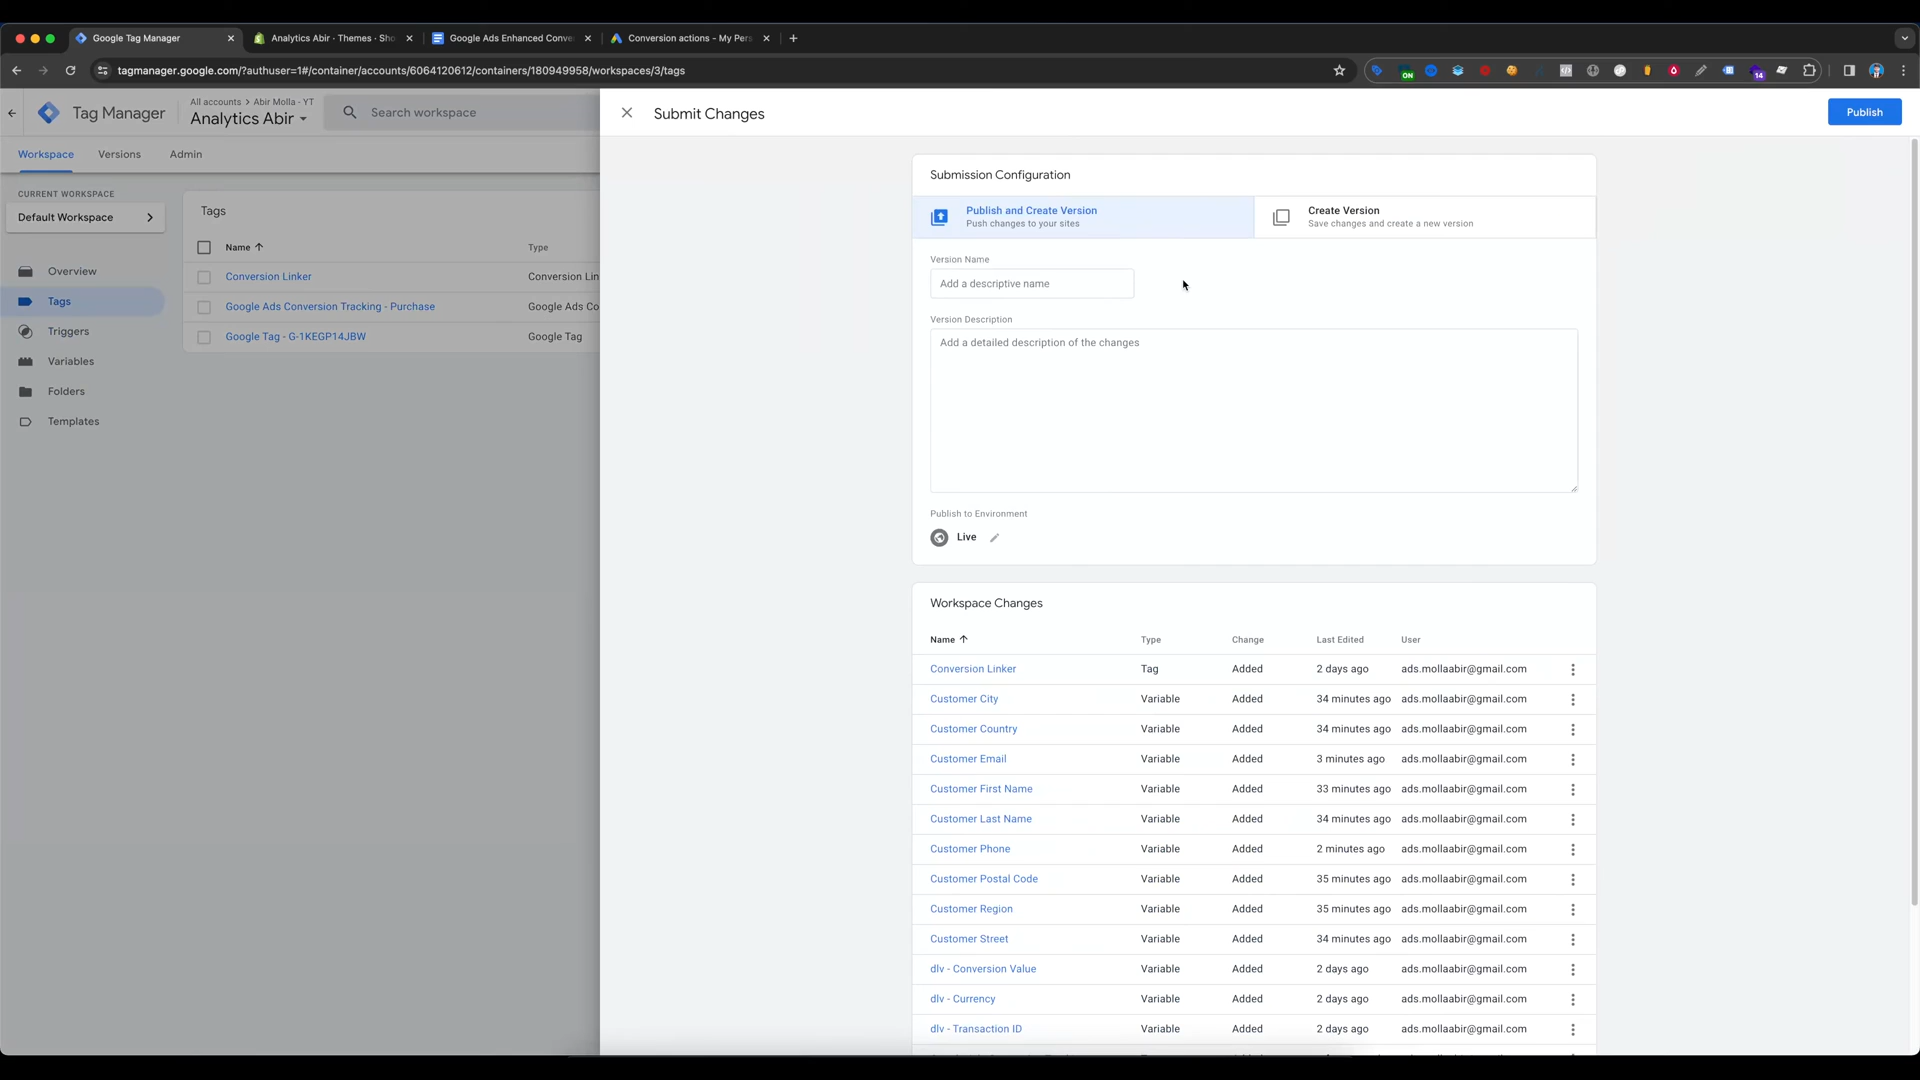 Google Tag Manager
Analytics Abir · Themes · Sho
Google Ads Enhanced Conve
Conversion actions - My Pers
tagmanager.google.com/?authuser=1#/container/accounts/6064120612/containers/180949958/workspaces/3/tags
ON
14
Tag Manager
All accounts > Abir Molla - YT
Analytics Abir
Search workspace
Submit Changes
Publish
Workspace
Versions
Admin
CURRENT WORKSPACE
Default Workspace
Overview
Tags
Triggers
Variables
Folders
Templates
Tags
Name Type
Conversion Linker Conversion Lin
Google Ads Conversion Tracking - Purchase Google Ads Co
Google Tag - G-1KEGP14JBW Google Tag
Submission Configuration
Publish and Create Version
Push changes to your sites
Create Version
Save changes and create a new version
Version Name
Add a descriptive name
Version Description
Add a detailed description of the changes
Publish to Environment
Live
Workspace Changes
Name Type Change Last Edited User
Conversion Linker Tag Added 2 days ago ads.mollaabir@gmail.com
Customer City Variable Added 34 minutes ago ads.mollaabir@gmail.com
Customer Country Variable Added 34 minutes ago ads.mollaabir@gmail.com
Customer Email Variable Added 3 minutes ago ads.mollaabir@gmail.com
Customer First Name Variable Added 33 minutes ago ads.mollaabir@gmail.com
Customer Last Name Variable Added 34 minutes ago ads.mollaabir@gmail.com
Customer Phone Variable Added 2 minutes ago ads.mollaabir@gmail.com
Customer Postal Code Variable Added 35 minutes ago ads.mollaabir@gmail.com
Customer Region Variable Added 35 minutes ago ads.mollaabir@gmail.com
Customer Street Variable Added 34 minutes ago ads.mollaabir@gmail.com
dlv - Conversion Value Variable Added 2 days ago ads.mollaabir@gmail.com
dlv - Currency Variable Added 2 days ago ads.mollaabir@gmail.com
dlv - Transaction ID Variable Added 2 days ago ads.mollaabir@gmail.com